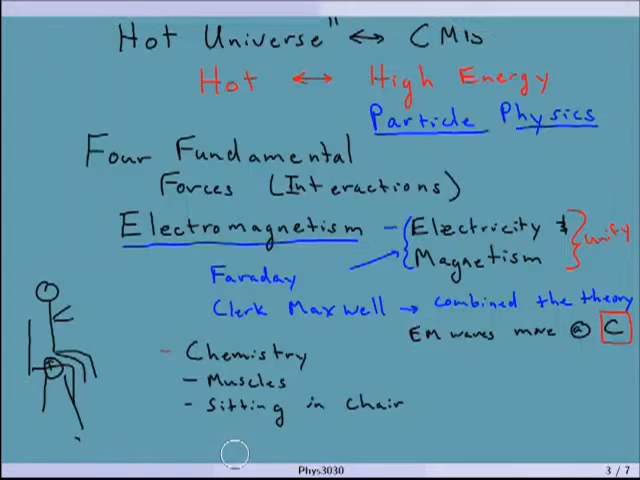 Hot Universe" ↔ CMB
Hot ↔ High Energy
Particle Physics
Four Fundamental
Forces (Interactions)
Electromagnetism - Electricity &
Magnetism
unify
Faraday
Clerk Maxwell → combined the theory
EM waves move @ C
- Chemistry
- Muscles
- Sitting in Chair
Phys3030
3 / 7